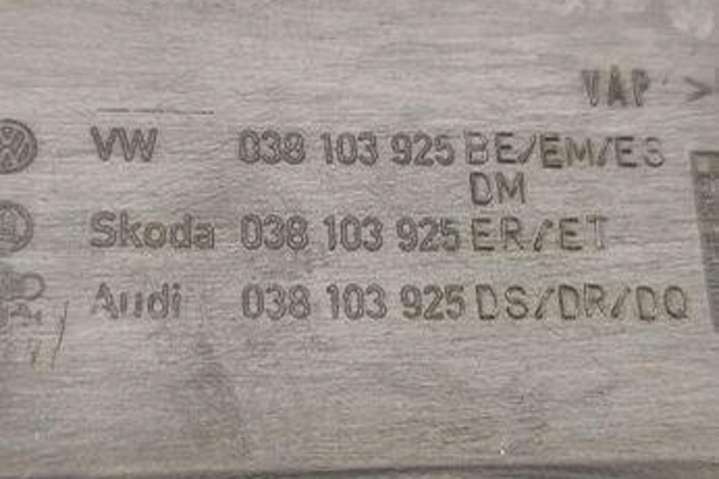 VAP >
VW 038 103 925 BE/EM/ES
DM
Skoda 038 103 925 ER/ET
Audi 038 103 925 DS/DR/DQ